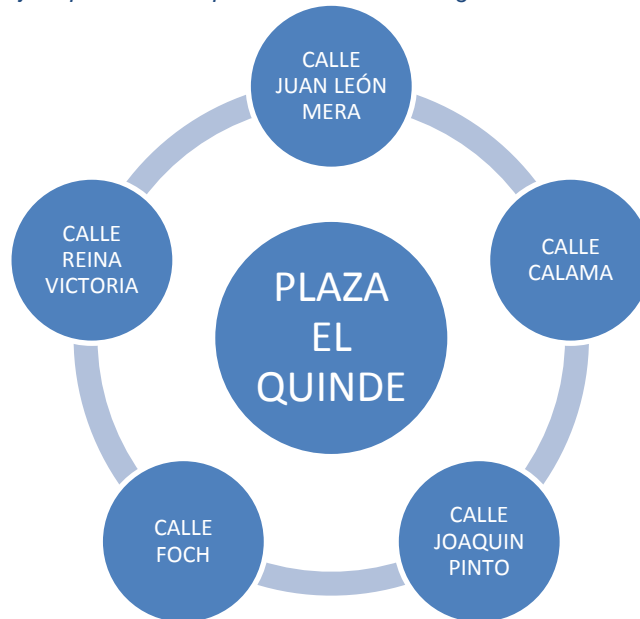 CALLE
JUAN LEÓN
MERA
CALLE
REINA
VICTORIA
CALLE
CALAMA
PLAZA
EL
QUINDE
CALLE
FOCH
CALLE
JOAQUIN
PINTO